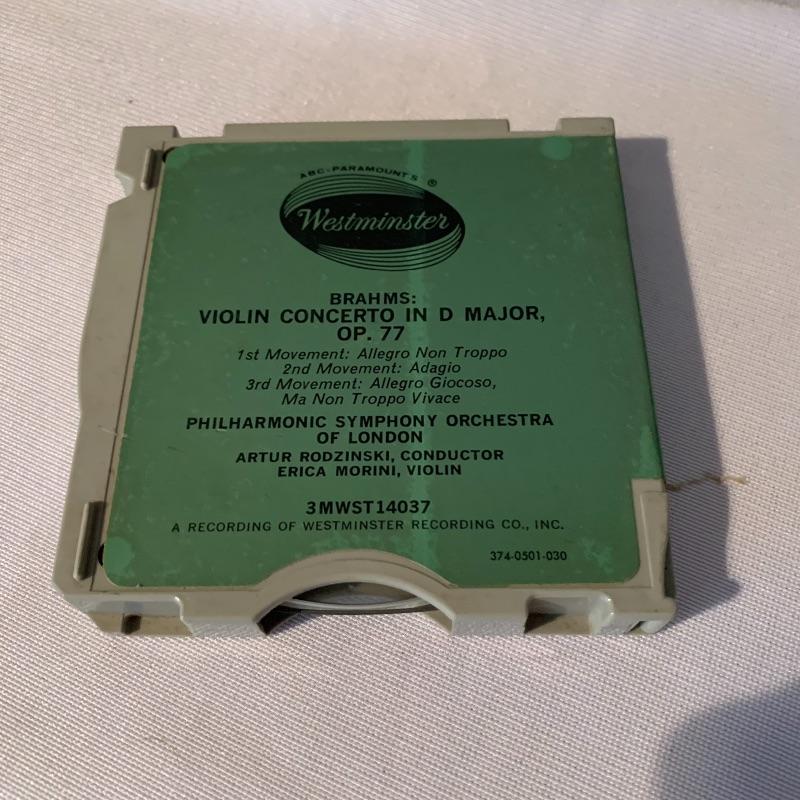 ABC-PARAMOUNT'S ®
Westminster
BRAHMS:
VIOLIN CONCERTO IN D MAJOR,
OP. 77
1st Movement: Allegro Non Troppo
2nd Movement: Adagio
3rd Movement: Allegro Giocoso,
Ma Non Troppo Vivace
PHILHARMONIC SYMPHONY ORCHESTRA
OF LONDON
ARTUR RODZINSKI, CONDUCTOR
ERICA MORINI, VIOLIN
3MWST14037
A RECORDING OF WESTMINSTER RECORDING CO., INC.
374-0501-030